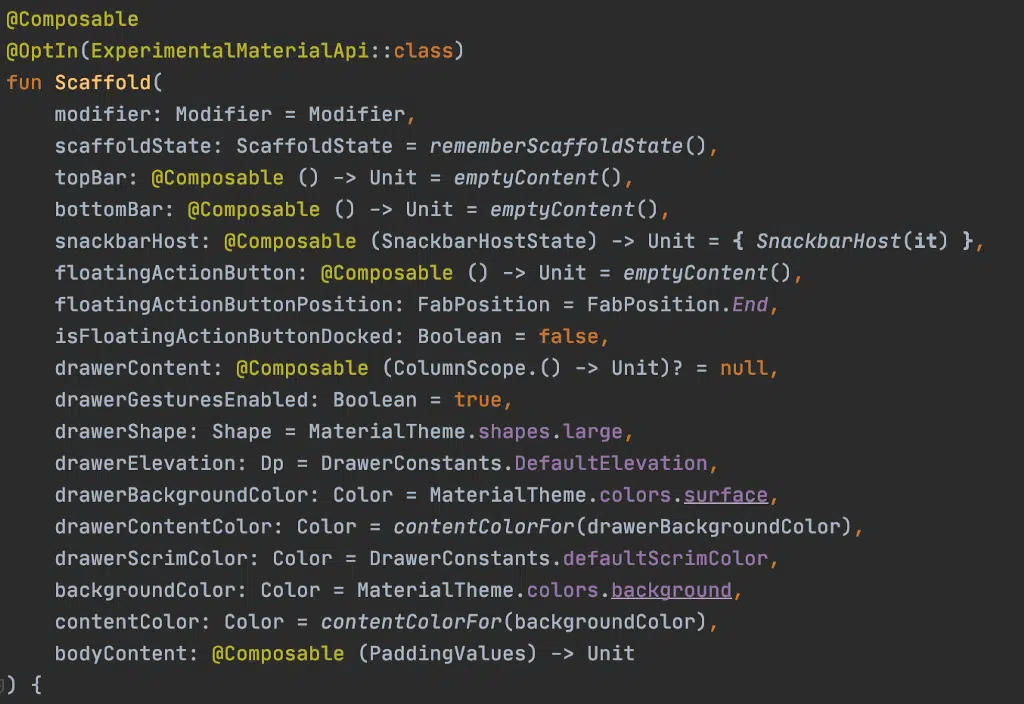 @Composable
@OptIn(ExperimentalMaterialApi::class)
fun Scaffold(
    modifier: Modifier = Modifier,
    scaffoldState: ScaffoldState = rememberScaffoldState(),
    topBar: @Composable () -> Unit = emptyContent(),
    bottomBar: @Composable () -> Unit = emptyContent(),
    snackbarHost: @Composable (SnackbarHostState) -> Unit = { SnackbarHost(it) },
    floatingActionButton: @Composable () -> Unit = emptyContent(),
    floatingActionButtonPosition: FabPosition = FabPosition.End,
    isFloatingActionButtonDocked: Boolean = false,
    drawerContent: @Composable (ColumnScope.() -> Unit)? = null,
    drawerGesturesEnabled: Boolean = true,
    drawerShape: Shape = MaterialTheme.shapes.large,
    drawerElevation: Dp = DrawerConstants.DefaultElevation,
    drawerBackgroundColor: Color = MaterialTheme.colors.surface,
    drawerContentColor: Color = contentColorFor(drawerBackgroundColor),
    drawerScrimColor: Color = DrawerConstants.defaultScrimColor,
    backgroundColor: Color = MaterialTheme.colors.background,
    contentColor: Color = contentColorFor(backgroundColor),
    bodyContent: @Composable (PaddingValues) -> Unit
) {